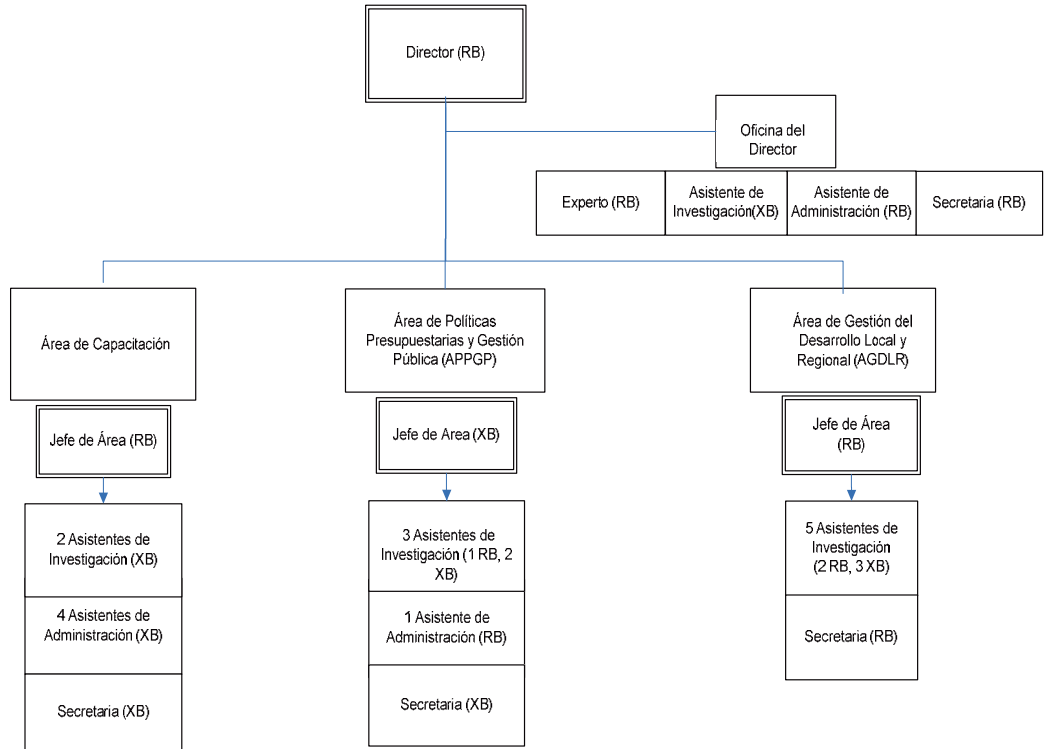 Director (RB)
Oficina del
Director
Experto (RB)
Asistente de
Investigación(XB)
Asistente de
Administración (RB)
Secretaria (RB)
Área de Capacitación
Área de Políticas
Presupuestarias y Gestión
Pública (APPGP)
Área de Gestión del
Desarrollo Local y
Regional (AGDLR)
Jefe de Área (RB)
Jefe de Area (XB)
Jefe de Área
(RB)
2 Asistentes de
Investigación (XB)
4 Asistentes de
Administración (XB)
Secretaria (XB)
3 Asistentes de
Investigación (1 RB, 2
XB)
1 Asistente de
Administración (RB)
Secretaria (XB)
5 Asistentes de
Investigación
(2 RB, 3 XB)
Secretaria (RB)